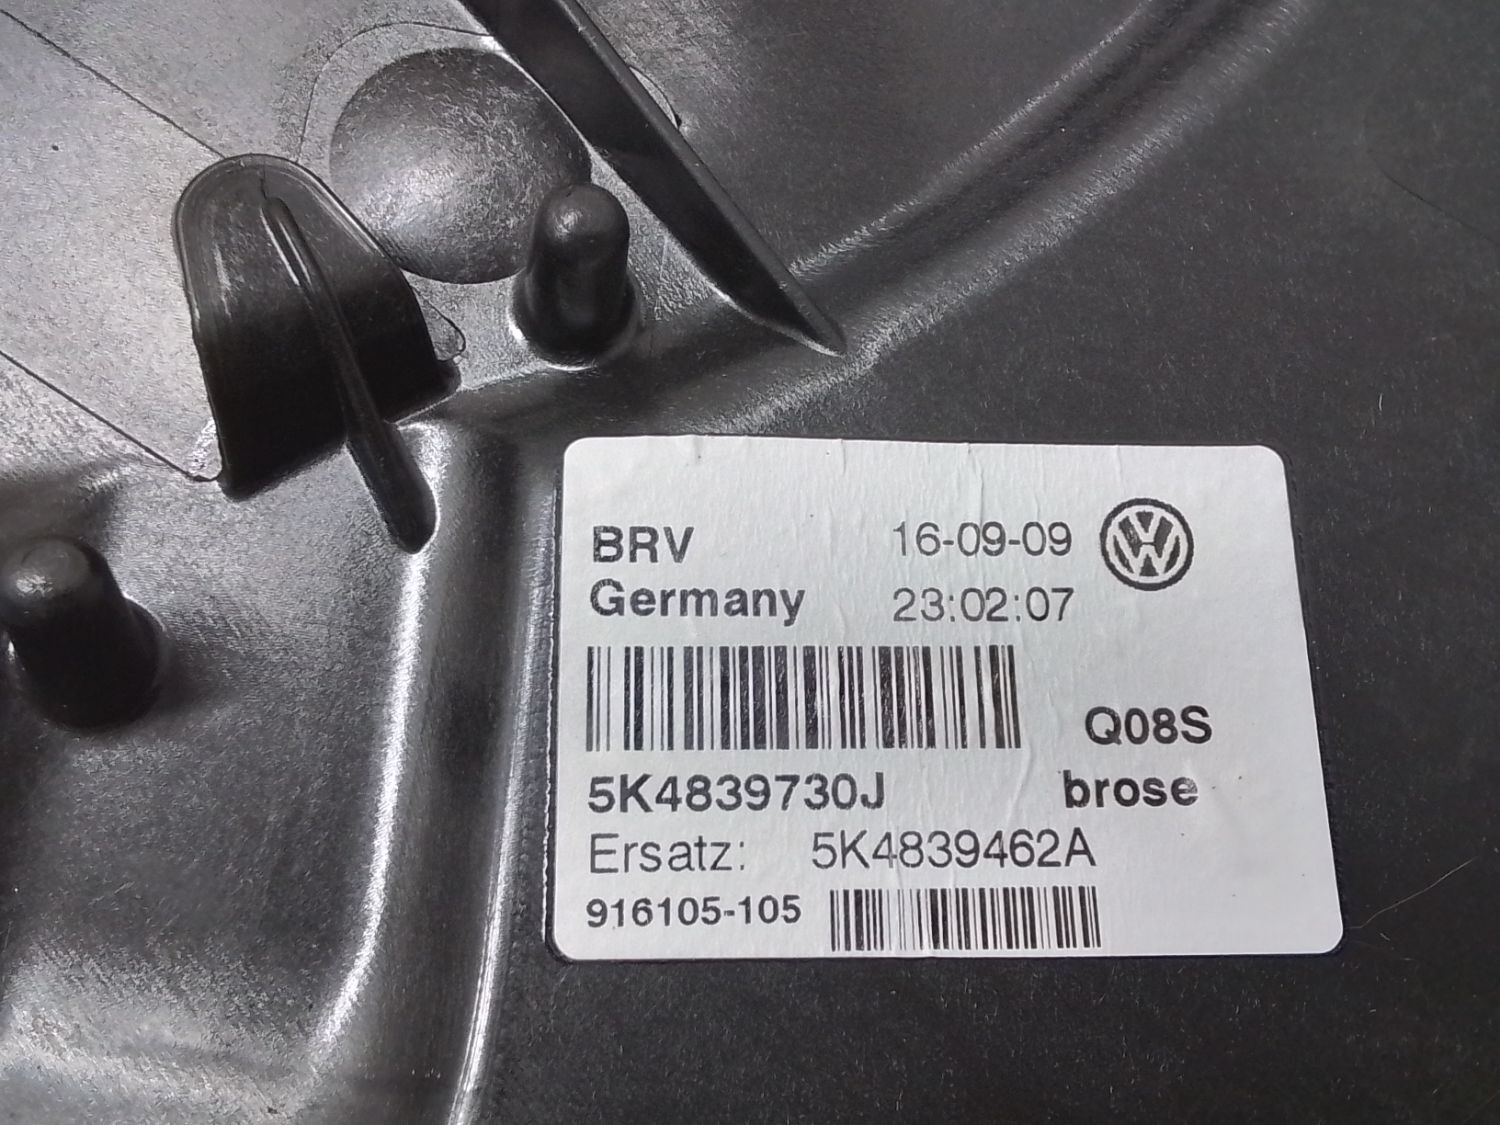 BRV 16-09-09
Germany 23:02:07
Q08S
5K4839730J brose
Ersatz: 5K4839462A
916105-105